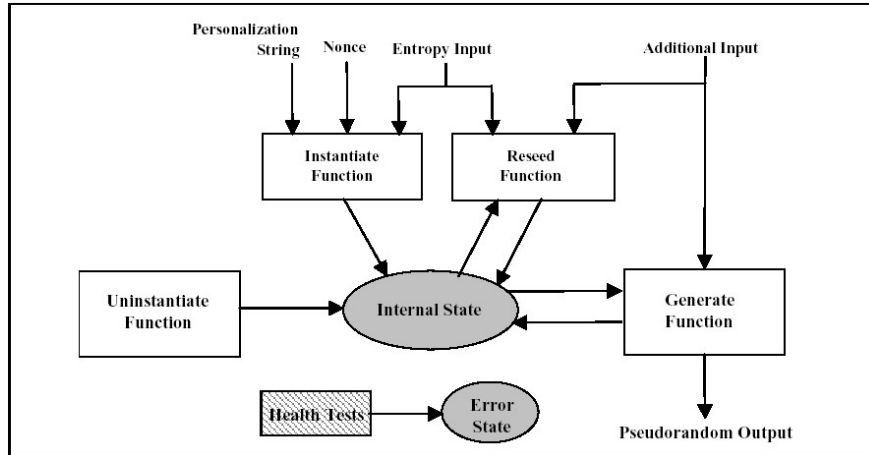 Personalization
String
Nonce
Entropy Input
Additional Input
Instantiate
Function
Reseed
Function
Uninstantiate
Function
Internal State
Generate
Function
Health Tests
Error
State
Pseudorandom Output